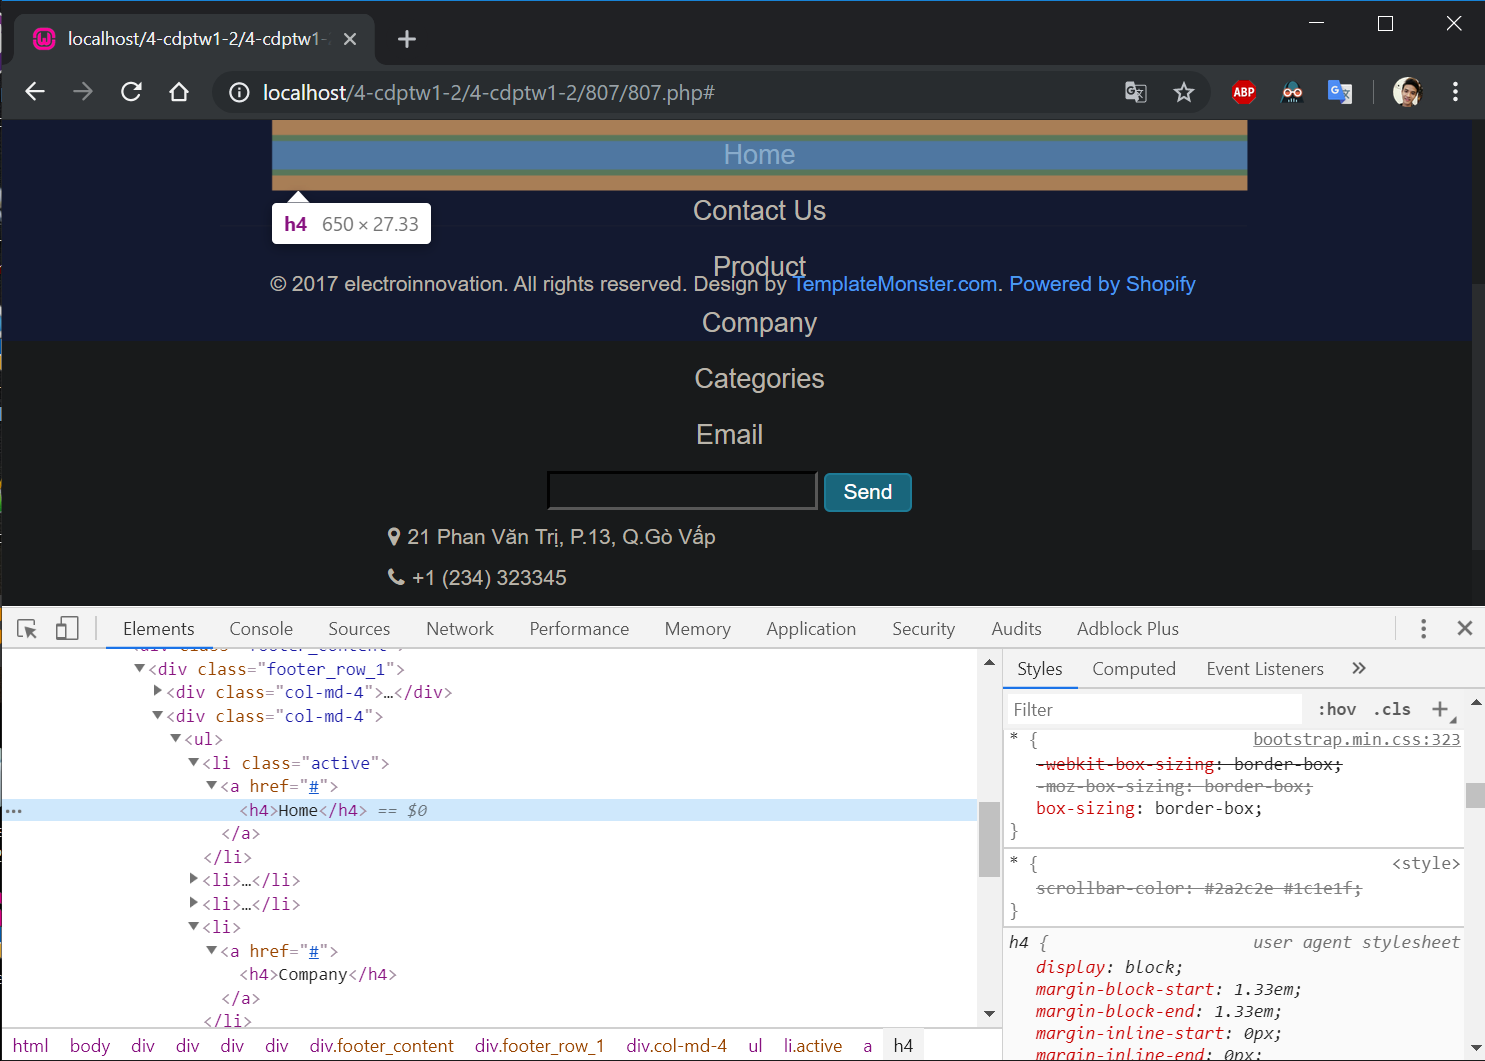 localhost/4-cdptw1-2/4-cdptw1-
localhost/4-cdptw1-2/4-cdptw1-2/807/807.php#
ABP
Home
h4 650 × 27.33
Contact Us
Product
© 2017 electroinnovation. All rights reserved. Design by TemplateMonster.com. Powered by Shopify
Company
Categories
Email
Send
21 Phan Văn Trị, P.13, Q.Gò Vấp
+1 (234) 323345
Elements Console Sources Network Performance Memory Application Security Audits Adblock Plus
<div class="footer_row_1">
<div class="col-md-4">…</div>
<div class="col-md-4">
<ul>
<li class="active">
<a href="#">
<h4>Home</h4> == $0
</a>
</li>
<li>…</li>
<li>…</li>
<li>
<a href="#">
<h4>Company</h4>
</a>
</li>
html body div div div div div.footer_content div.footer_row_1 div.col-md-4 ul li.active a h4
Styles Computed Event Listeners »
Filter :hov .cls +
* { bootstrap.min.css:323
-webkit-box-sizing: border-box;
-moz-box-sizing: border-box;
box-sizing: border-box;
}
* { <style>
scrollbar-color: #2a2c2e #1c1e1f;
}
h4 { user agent stylesheet
display: block;
margin-block-start: 1.33em;
margin-block-end: 1.33em;
margin-inline-start: 0px;
margin-inline-end: 0px;